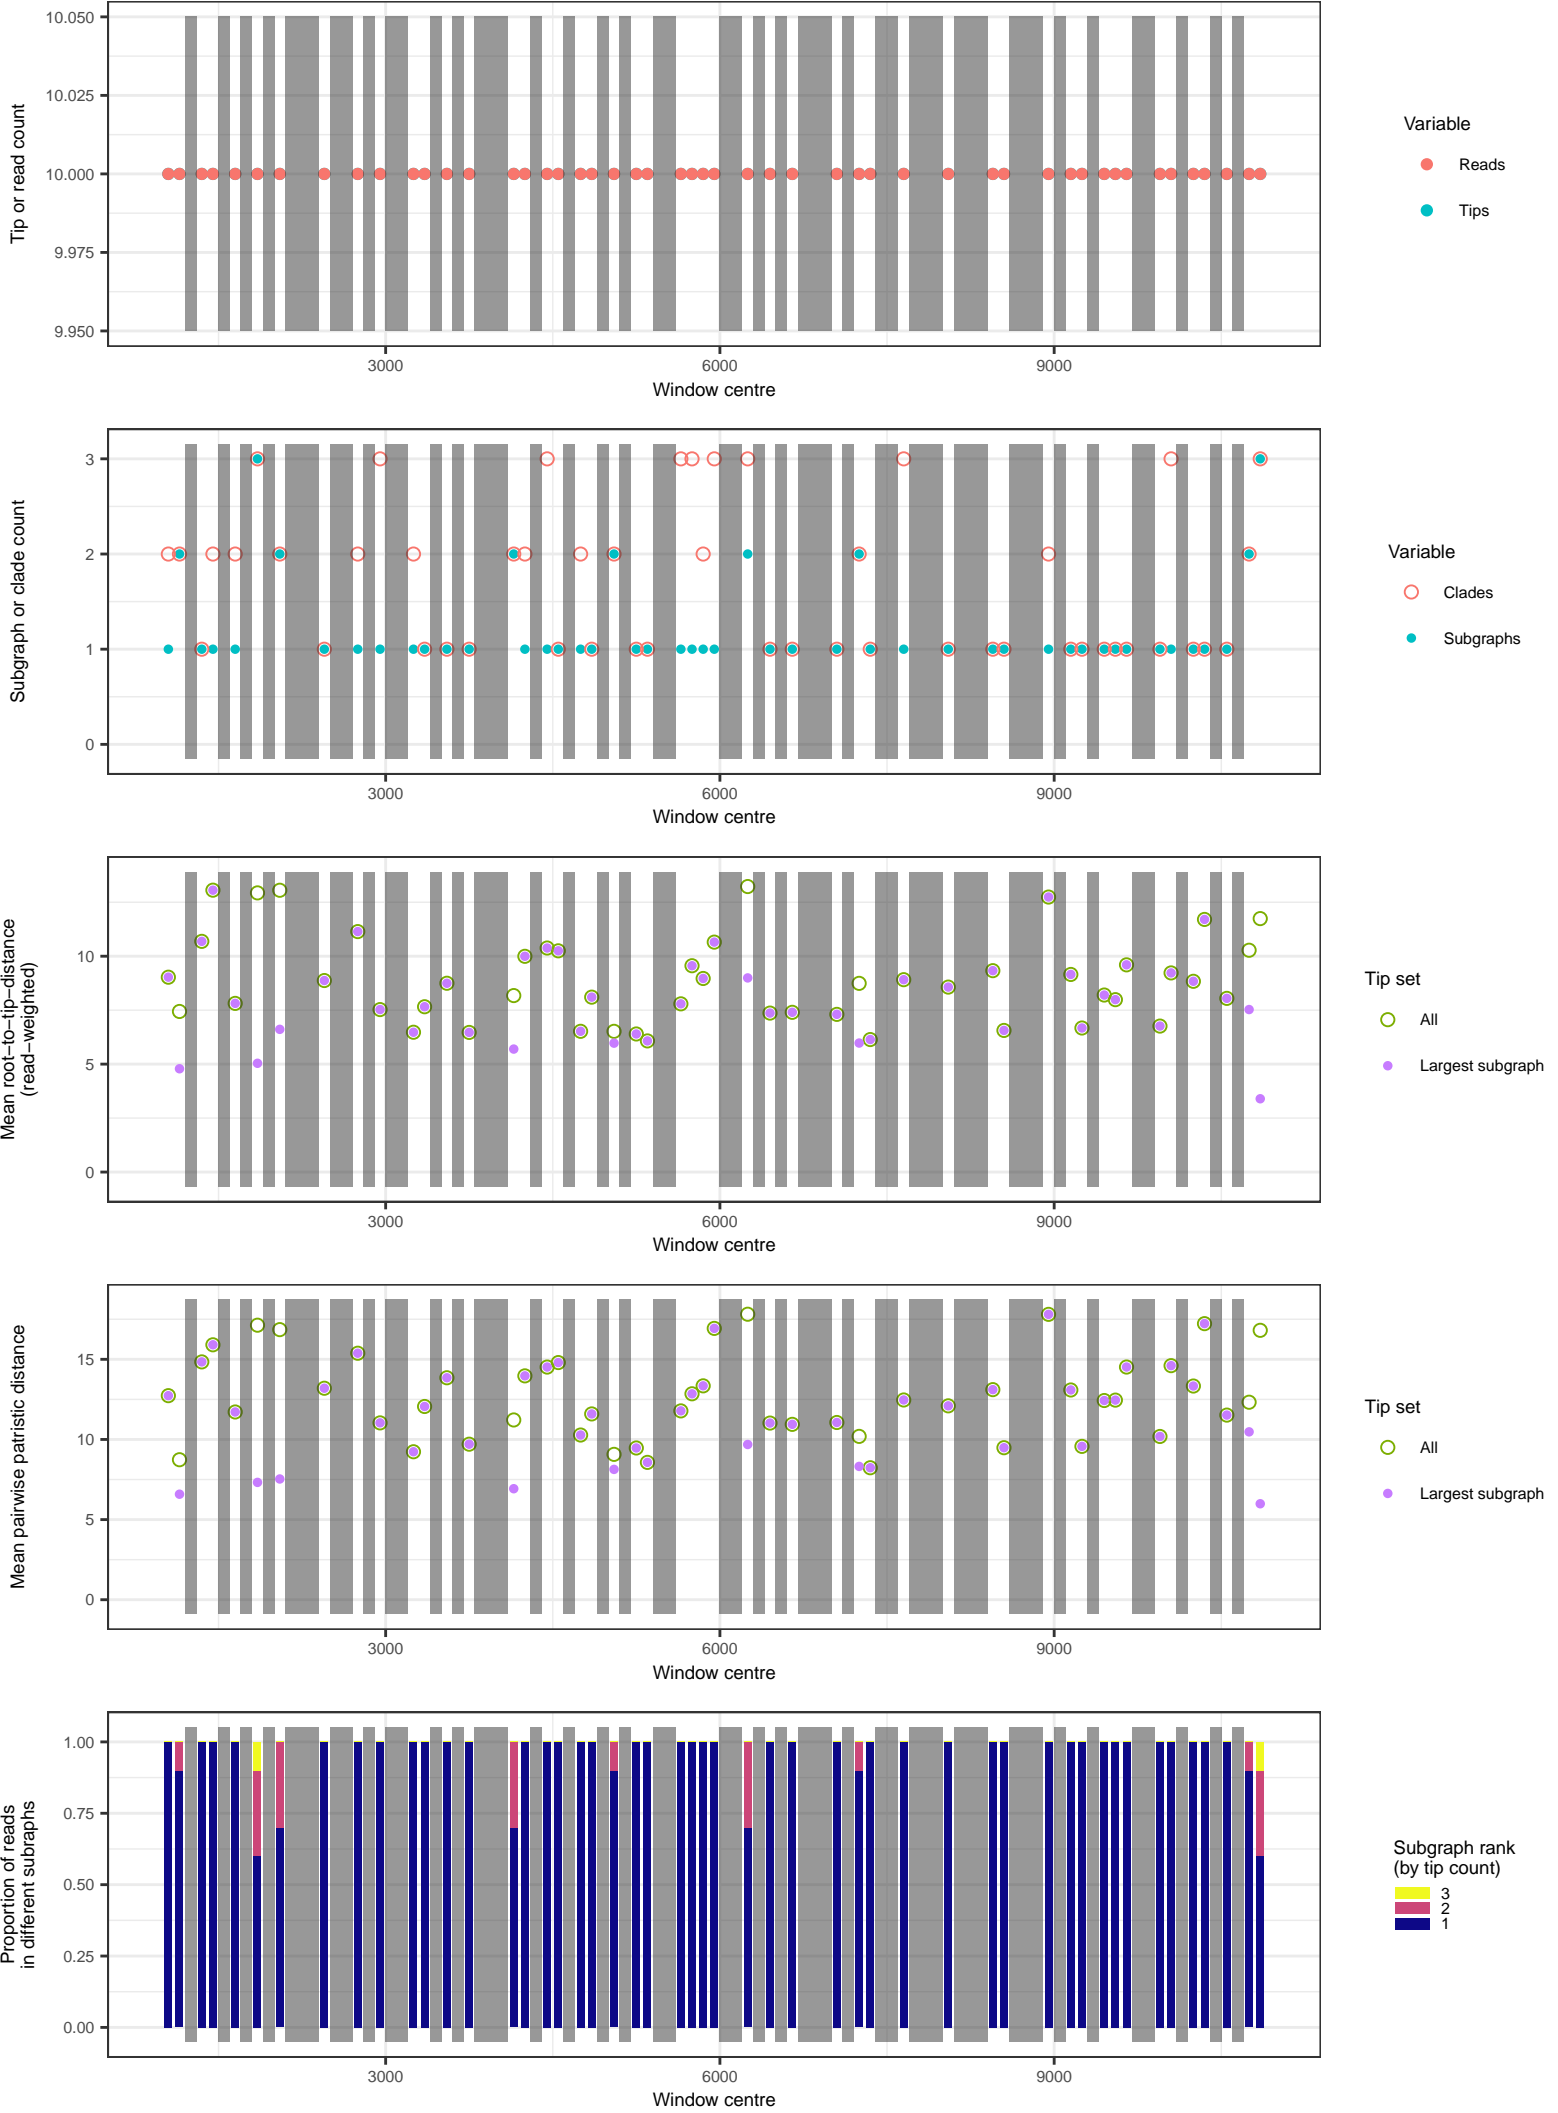 10.050
10.025
10.000
9.975
9.950
Tip or read count
3000
6000
9000
Window centre
Variable
Reads
Tips
3
2
1
0
Subgraph or clade count
3000
6000
9000
Window centre
Variable
Clades
Subgraphs
10
5
0
Mean root−to−tip−distance
(read−weighted)
3000
6000
9000
Window centre
Tip set
All
Largest subgraph
15
10
5
0
Mean pairwise patristic distance
3000
6000
9000
Window centre
Tip set
All
Largest subgraph
1.00
0.75
0.50
0.25
0.00
Proportion of reads
in different subraphs
3000
6000
9000
Window centre
Subgraph rank
(by tip count)
3
2
1